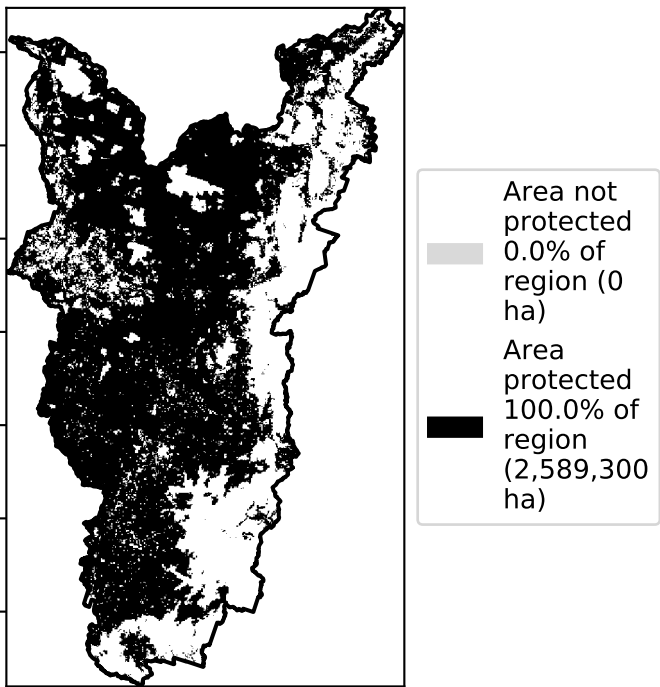 Area not
protected
0.0% of
region (0
ha)
Area
protected
100.0% of
region
(2,589,300
ha)